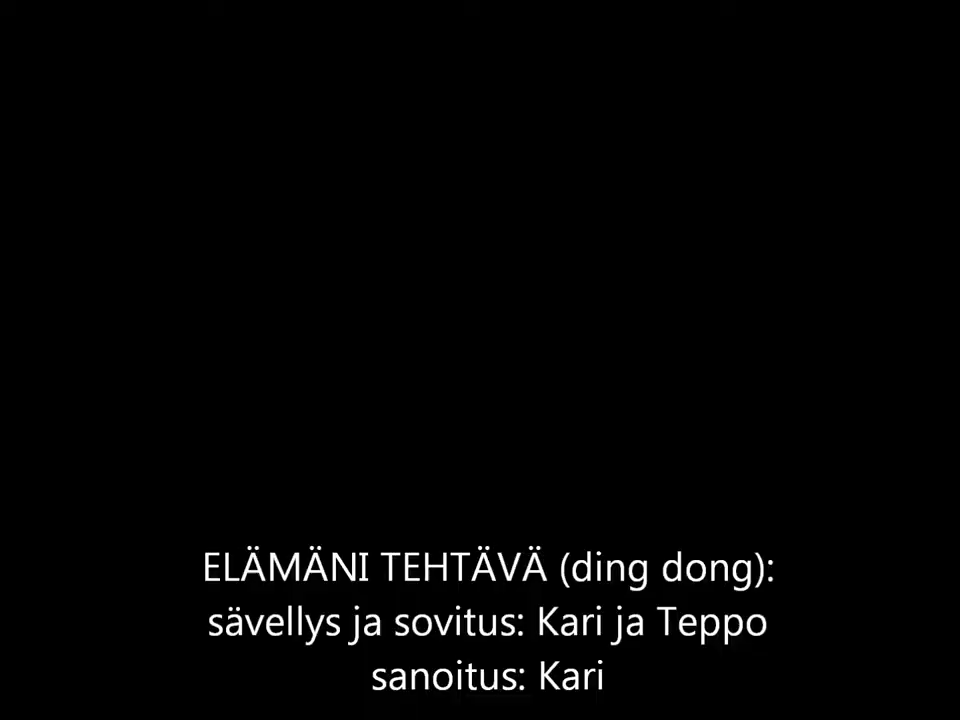 ELÄMÄNI TEHTÄVÄ (ding dong):
sävellys ja sovitus: Kari ja Teppo
sanoitus: Kari